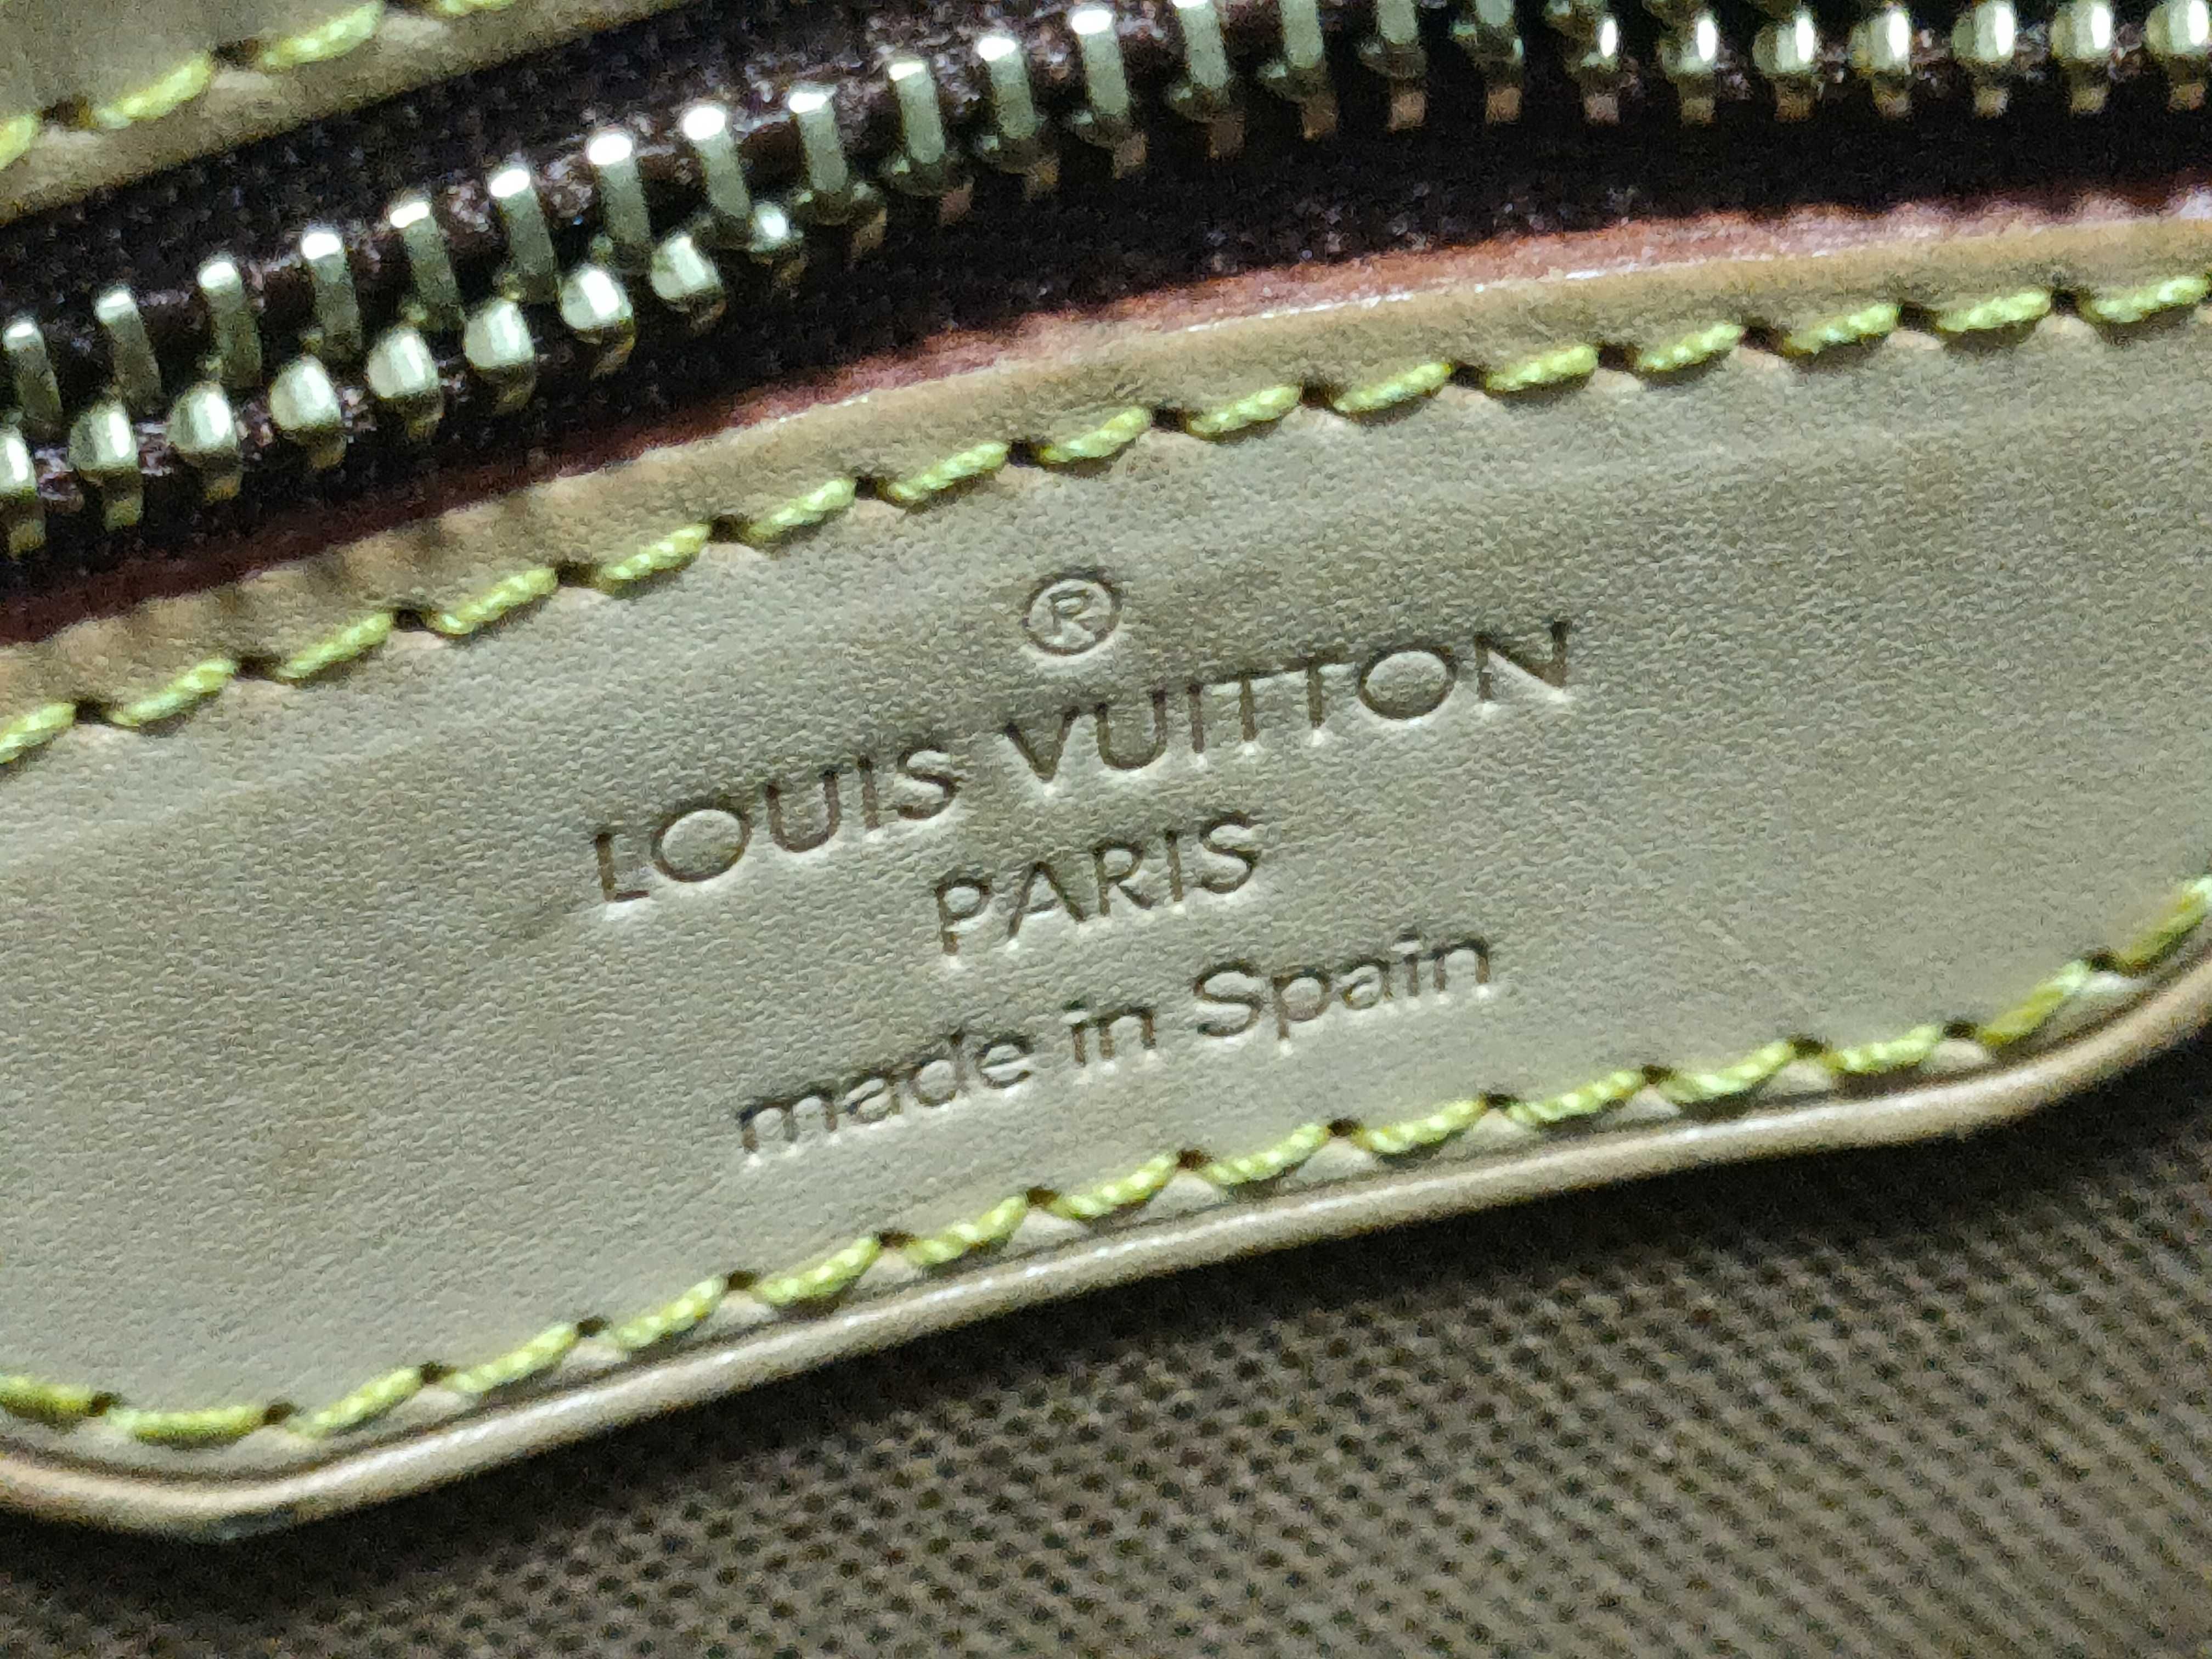 ®
LOUIS VUITTON
PARIS
made in Spain